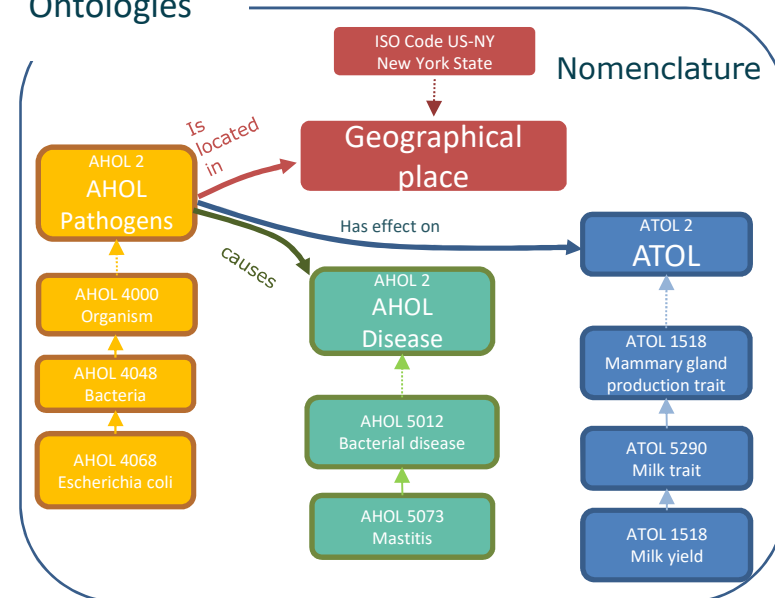 Ontologies
ISO Code US-NY
New York State
Nomenclature
Is
located
in
Geographical
place
AHOL 2
AHOL
Pathogens
Has effect on
ATOL 2
ATOL
causes
AHOL 2
AHOL
Disease
AHOL 4000
Organism
ATOL 1518
Mammary gland
production trait
AHOL 4048
Bacteria
AHOL 5012
Bacterial disease
AHOL 4068
Escherichia coli
ATOL 5290
Milk trait
AHOL 5073
Mastitis
ATOL 1518
Milk yield